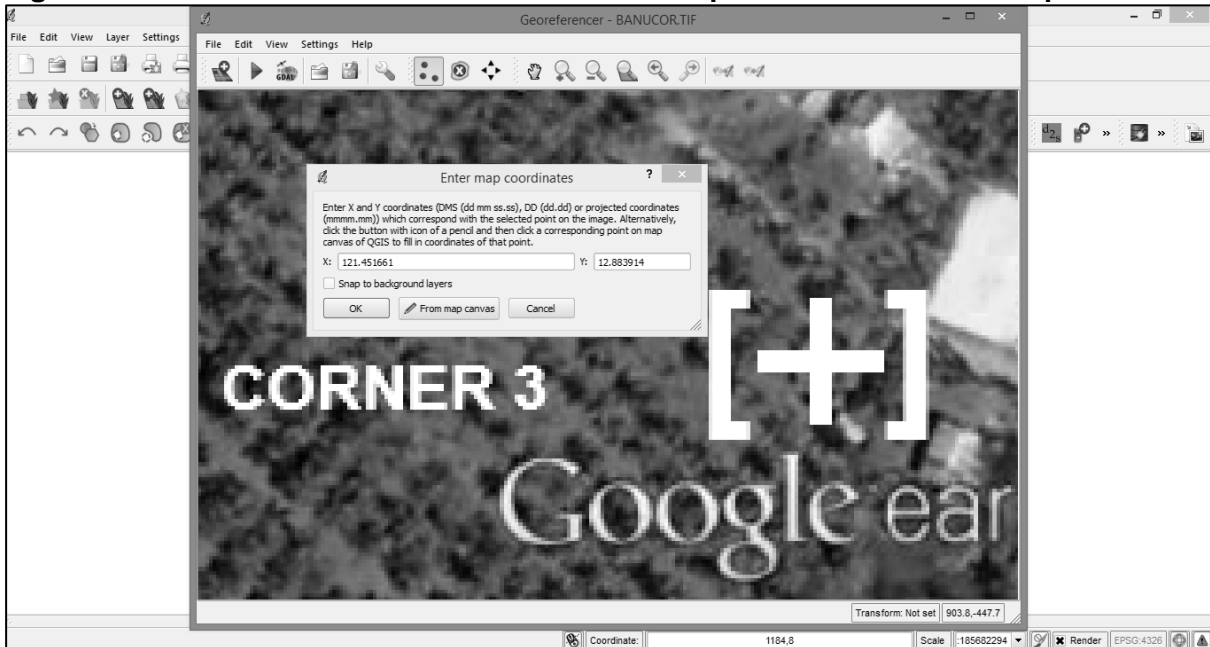 Georeferencer - BANUCOR.TIF
File Edit View Layer Settings
File Edit View Settings Help
GDAL
Enter map coordinates
?
Enter X and Y coordinates (DMS (dd mm ss.ss), DD (dd.dd) or projected coordinates
(mmmm.mm)) which correspond with the selected point on the image. Alternatively,
click the button with icon of a pencil and then click a corresponding point on map
canvas of QGIS to fill in coordinates of that point.
X: 121.451661 Y: 12.883914
Snap to background layers
OK From map canvas Cancel
[+]
CORNER 3
Google ear
Transform: Not set 903.8,-447.7
Coordinate: 1184,8 Scale :185682294 Render EPSG:4326